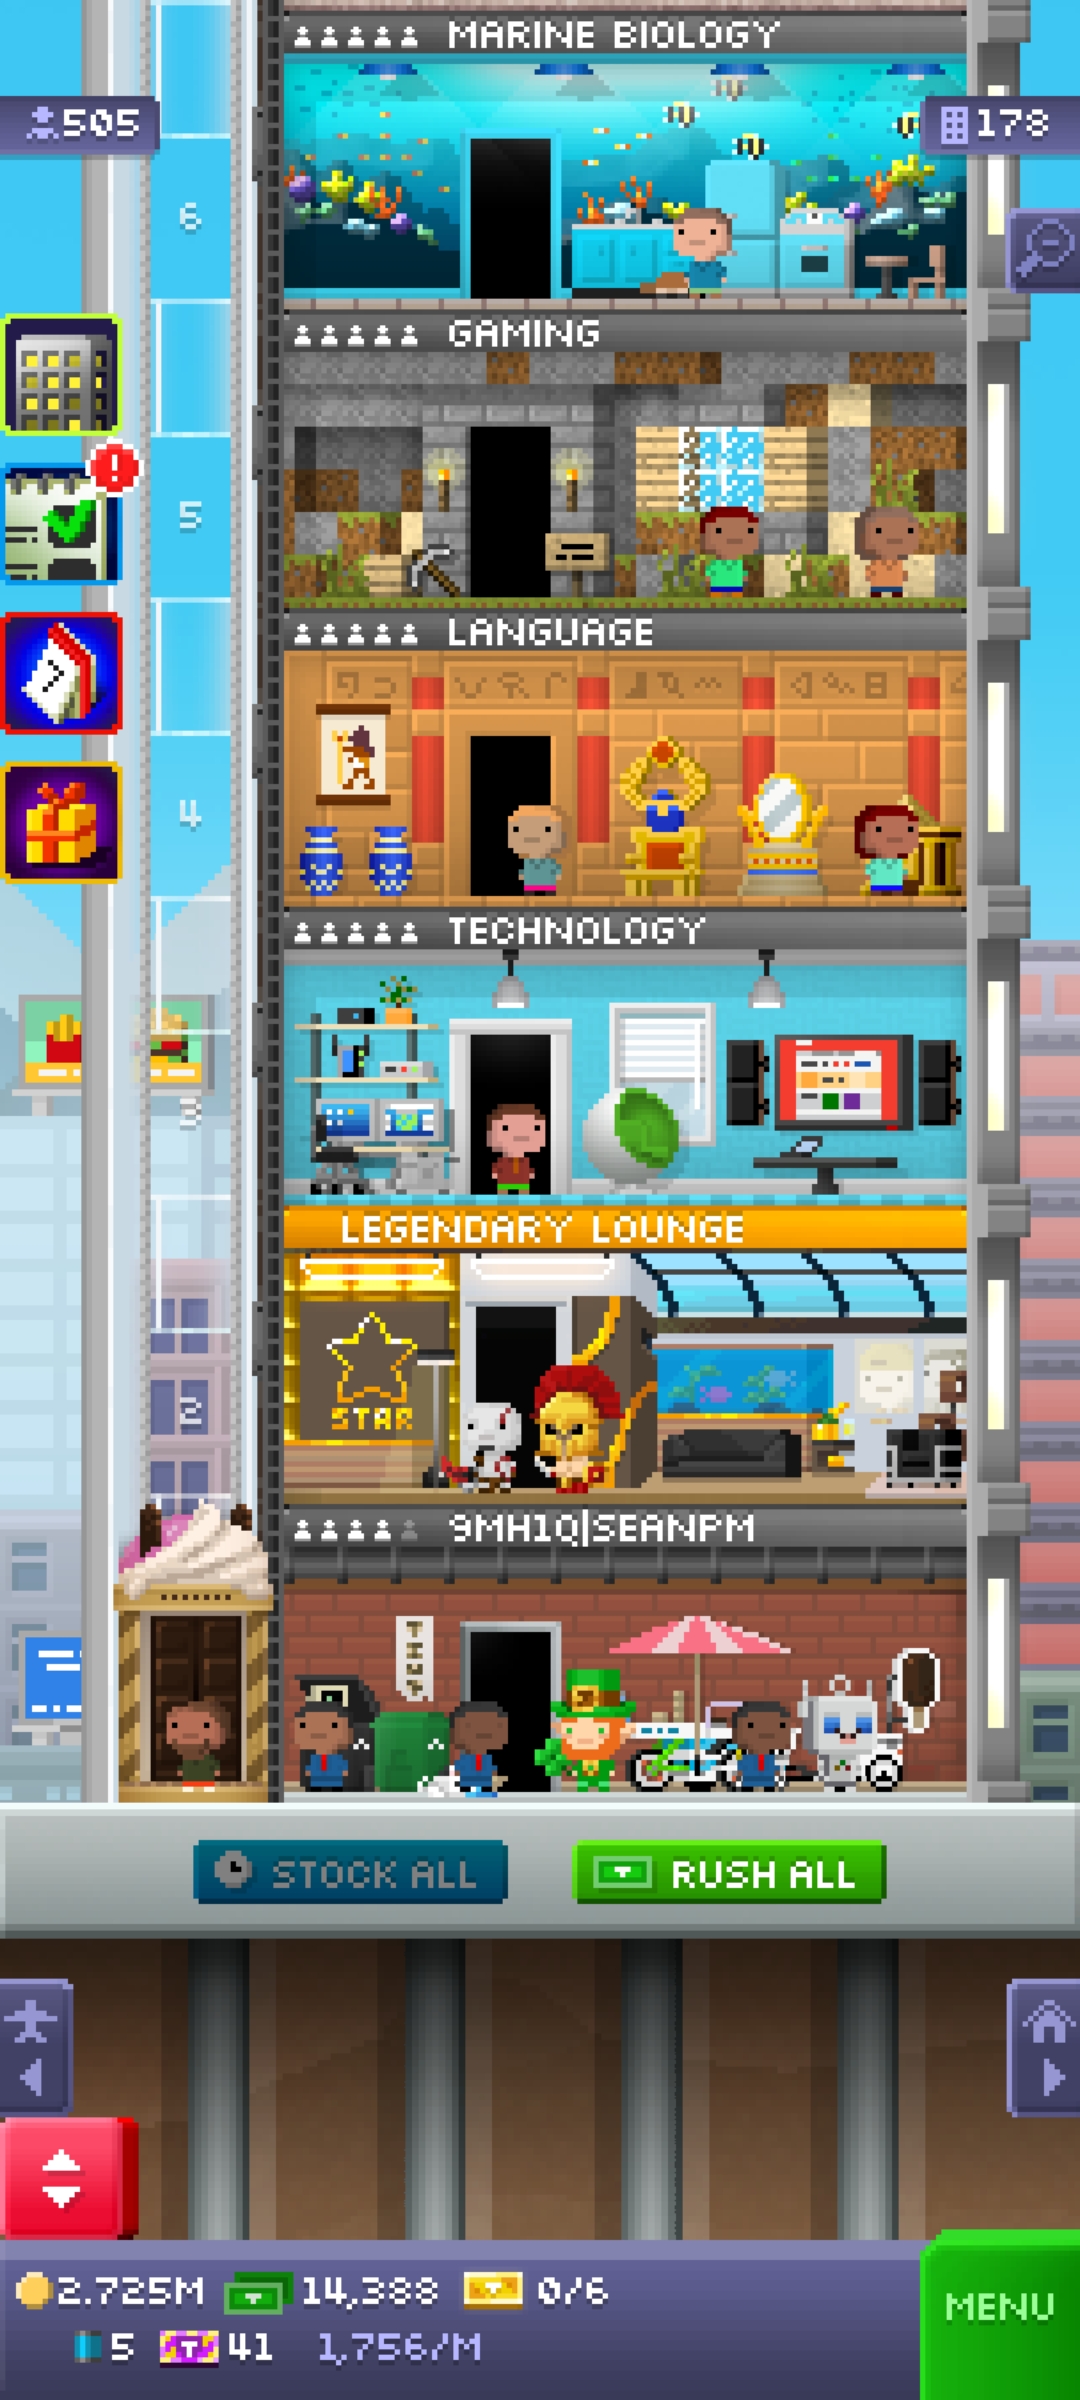 MARINE BIOLOGY
505
178
6
GAMING
5
LANGUAGE
4
TECHNOLOGY
3
LEGENDARY LOUNGE
STAR
2
9MH1Q|SEANPM
TINY
STOCK ALL
RUSH ALL
2.725M 14,388 0/6
MENU
5 41 1,756/M